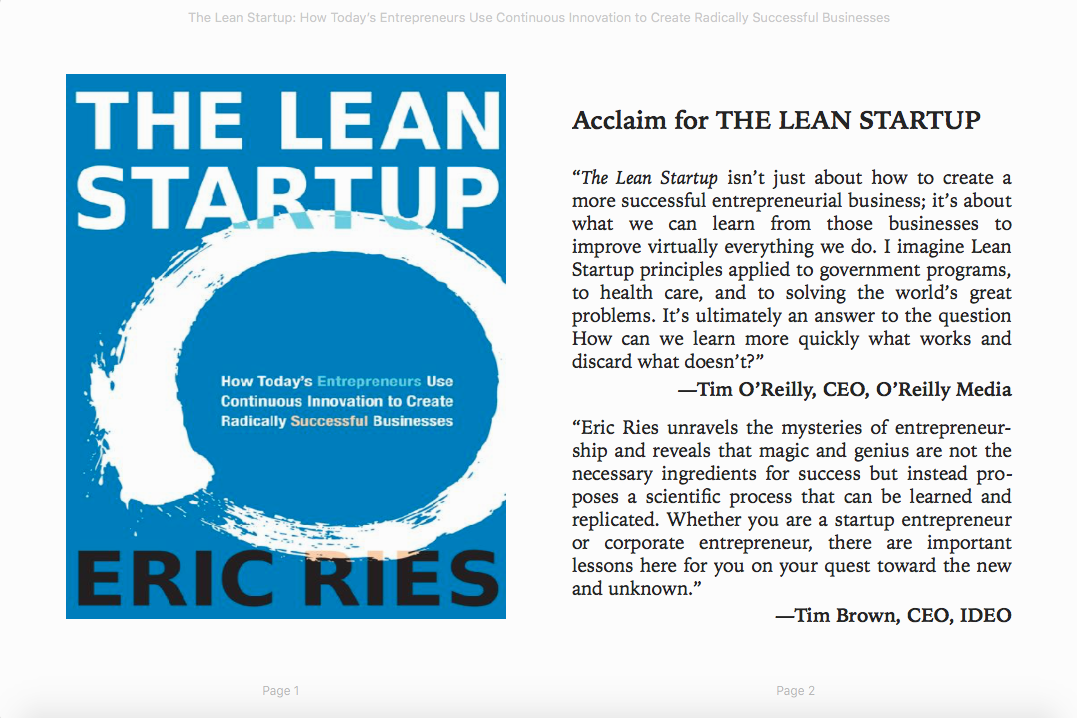 The Lean Startup: How Today’s Entrepreneurs Use Continuous Innovation to Create Radically Successful Businesses
THE LEAN
STARTUP
How Today’s Entrepreneurs Use
Continuous Innovation to Create
Radically Successful Businesses
ERIC RIES
Page 1
Acclaim for THE LEAN STARTUP
“The Lean Startup isn’t just about how to create a
more successful entrepreneurial business; it’s about
what we can learn from those businesses to
improve virtually everything we do. I imagine Lean
Startup principles applied to government programs,
to health care, and to solving the world’s great
problems. It’s ultimately an answer to the question
How can we learn more quickly what works and
discard what doesn’t?”
—Tim O’Reilly, CEO, O’Reilly Media
“Eric Ries unravels the mysteries of entrepreneur-
ship and reveals that magic and genius are not the
necessary ingredients for success but instead pro-
poses a scientific process that can be learned and
replicated. Whether you are a startup entrepreneur
or corporate entrepreneur, there are important
lessons here for you on your quest toward the new
and unknown.”
—Tim Brown, CEO, IDEO
Page 2